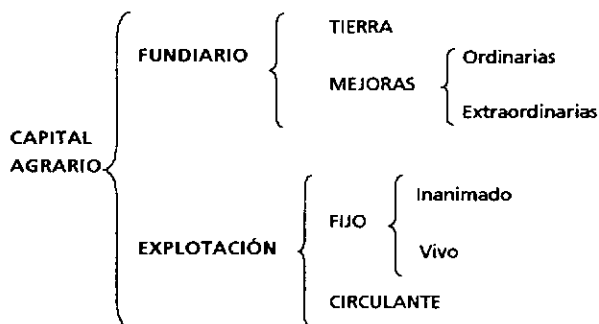 CAPITAL
AGRARIO
FUNDIARIO
TIERRA
MEJORAS
Ordinarias
Extraordinarias
EXPLOTACIÓN
FIJO
Inanimado
Vivo
CIRCULANTE